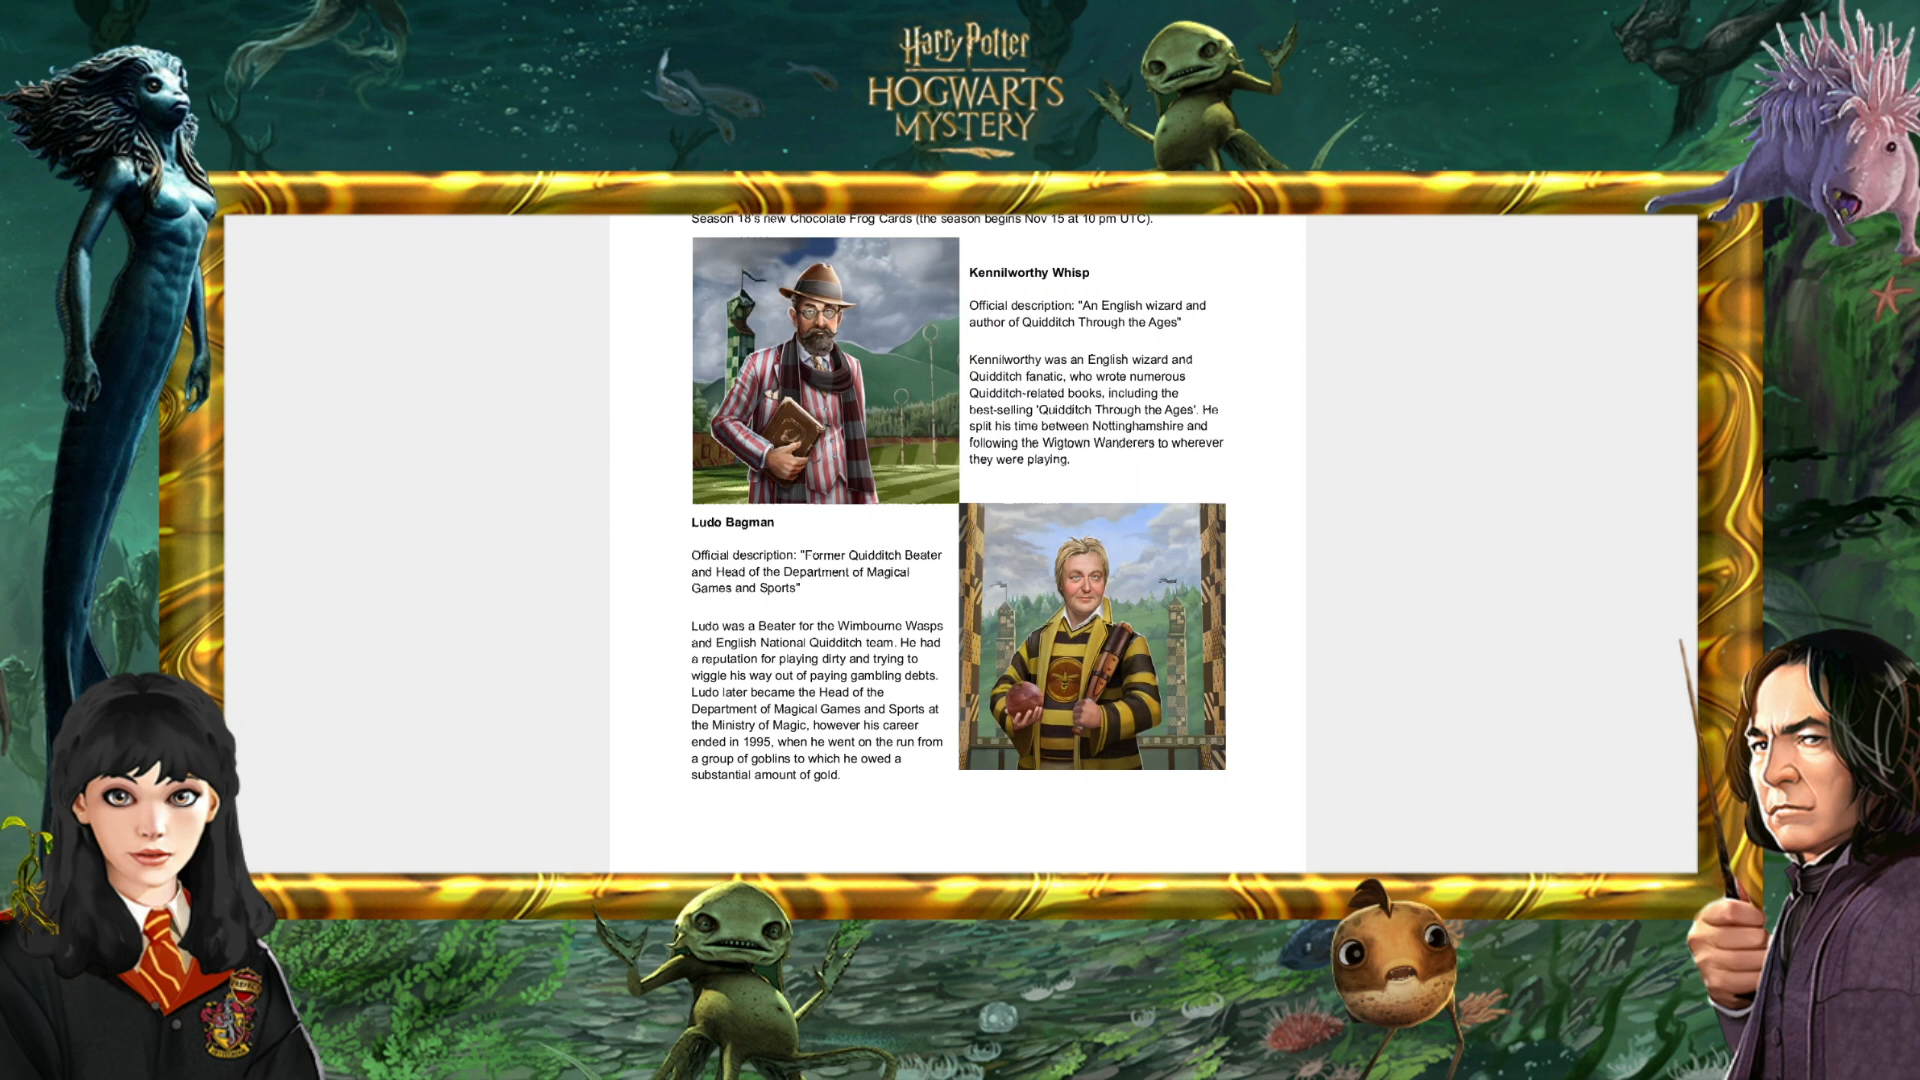 Harry Potter
HOGWARTS
MYSTERY
Season 18's new Chocolate Frog Cards (the season begins Nov 15 at 10 pm UTC).
Kennilworthy Whisp
Official description: "An English wizard and
author of Quidditch Through the Ages"
Kennilworthy was an English wizard and
Quidditch fanatic, who wrote numerous
Quidditch-related books, including the
best-selling 'Quidditch Through the Ages'. He
split his time between Nottinghamshire and
following the Wigtown Wanderers to wherever
they were playing.
Ludo Bagman
Official description: "Former Quidditch Beater
and Head of the Department of Magical
Games and Sports"
Ludo was a Beater for the Wimbourne Wasps
and English National Quidditch team. He had
a reputation for playing dirty and trying to
wiggle his way out of paying gambling debts.
Ludo later became the Head of the
Department of Magical Games and Sports at
the Ministry of Magic, however his career
ended in 1995, when he went on the run from
a group of goblins to which he owed a
substantial amount of gold.